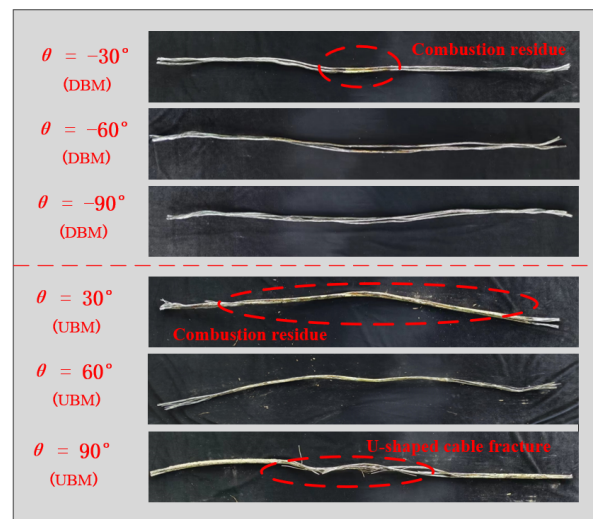 θ = −30°
(DBM)
Combustion residue
θ = −60°
(DBM)
θ = −90°
(DBM)
θ = 30°
(UBM)
Combustion residue
θ = 60°
(UBM)
θ = 90°
(UBM)
U-shaped cable fracture